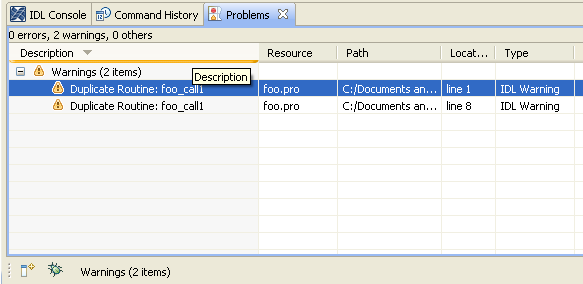 IDL Console Command History Problems
0 errors, 2 warnings, 0 others
Description Resource Path Locat... Type
Warnings (2 items)
Description
Duplicate Routine: foo_call1 foo.pro C:/Documents an... line 1 IDL Warning
Duplicate Routine: foo_call1 foo.pro C:/Documents an... line 8 IDL Warning
Warnings (2 items)